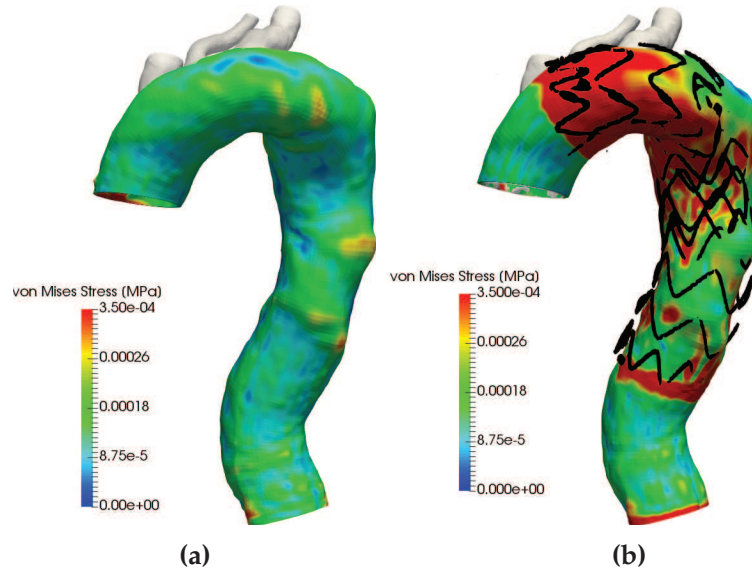 von Mises Stress (MPa)
3.50e-04
0.00026
0.00018
8.75e-5
0.00e+00
(a)
von Mises Stress (MPa)
3.500e-04
0.00026
0.00018
8.75e-5
0.000e+00
(b)